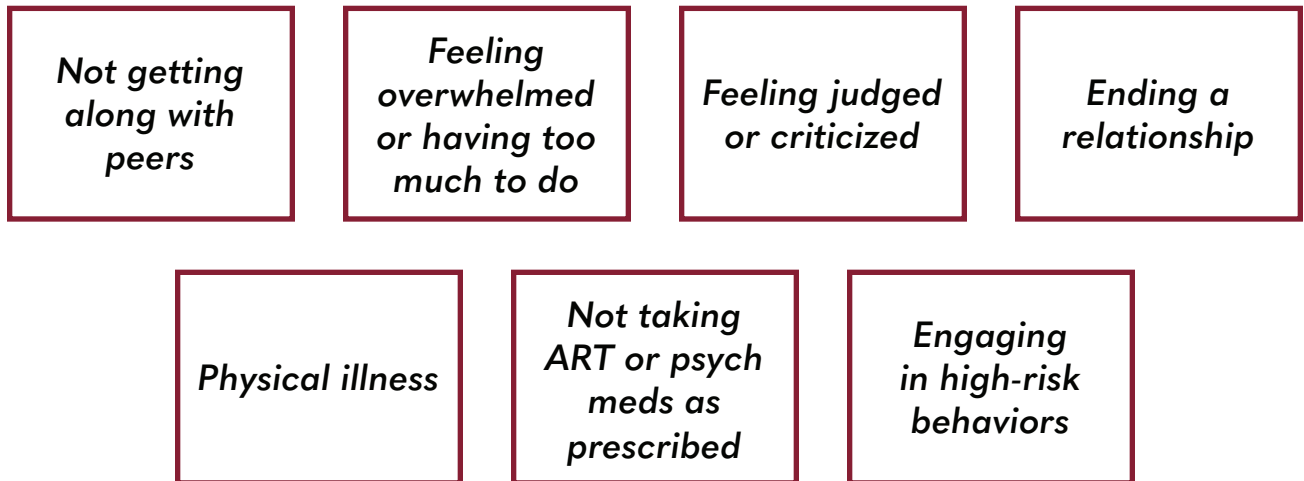 Not getting
along with
peers
Feeling
overwhelmed
or having too
much to do
Feeling judged
or criticized
Ending a
relationship
Physical illness
Not taking
ART or psych
meds as
prescribed
Engaging
in high-risk
behaviors